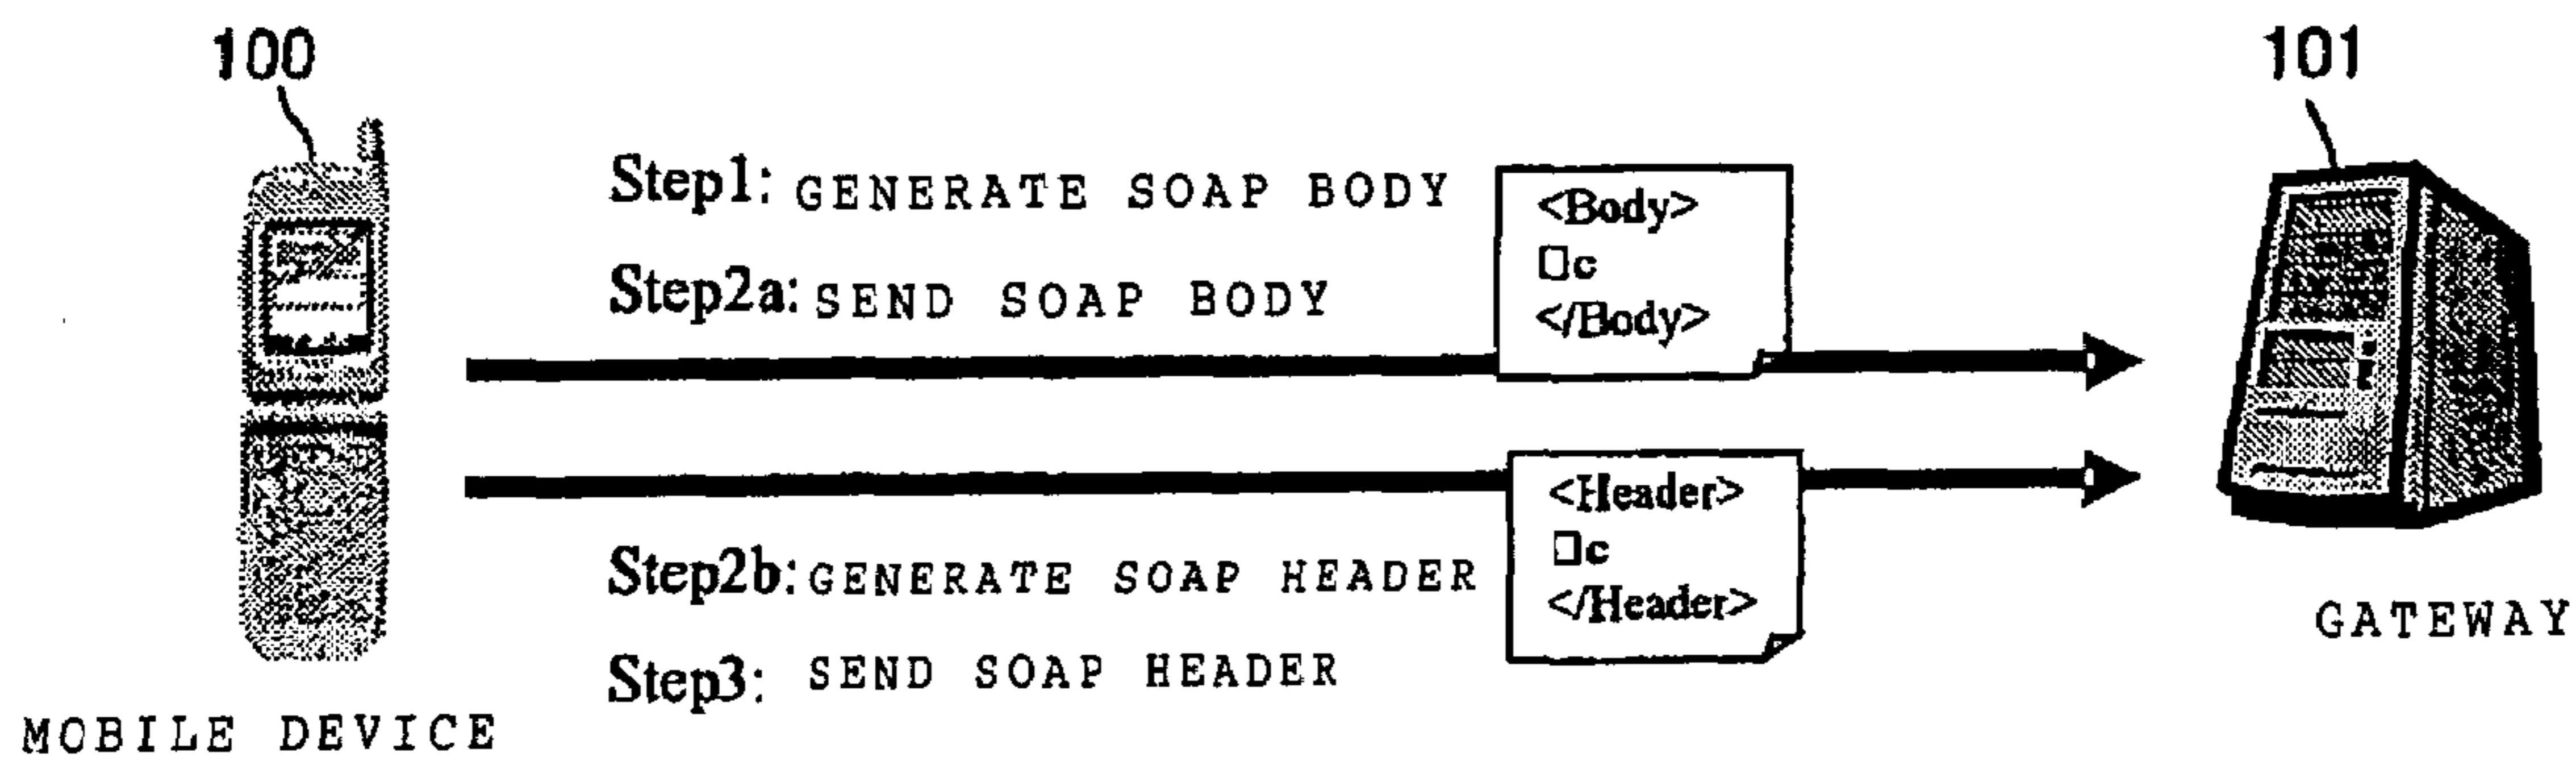 100
101
Step1: GENERATE SOAP BODY
Step2a: SEND SOAP BODY
<Body>
□c
</Body>
<Header>
□c
</Header>
Step2b: GENERATE SOAP HEADER
Step3: SEND SOAP HEADER
MOBILE DEVICE
GATEWAY